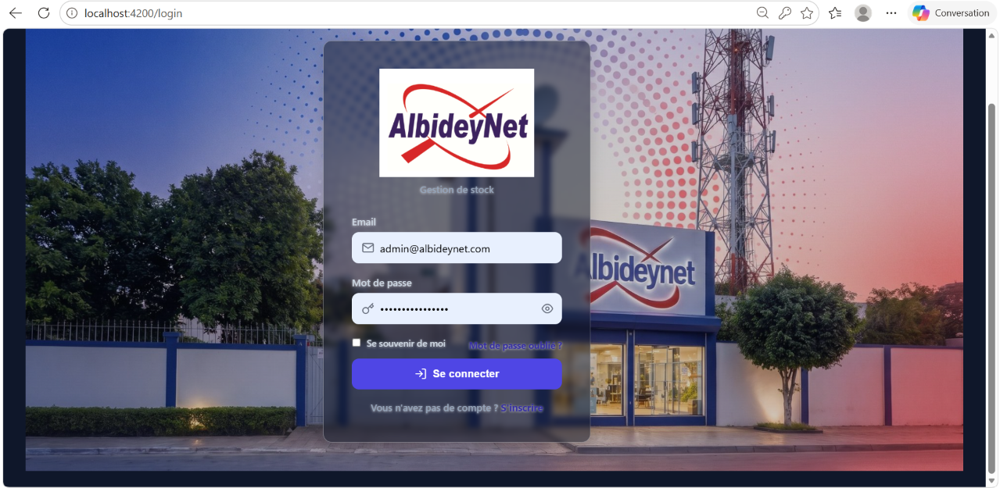 localhost:4200/login
Conversation
AlbideyNet
Gestion de stock
Email
admin@albideynet.com
Mot de passe
••••••••••••••••
Se souvenir de moi
Mot de passe oublié ?
Se connecter
Vous n'avez pas de compte ? S'inscrire
Albideynet